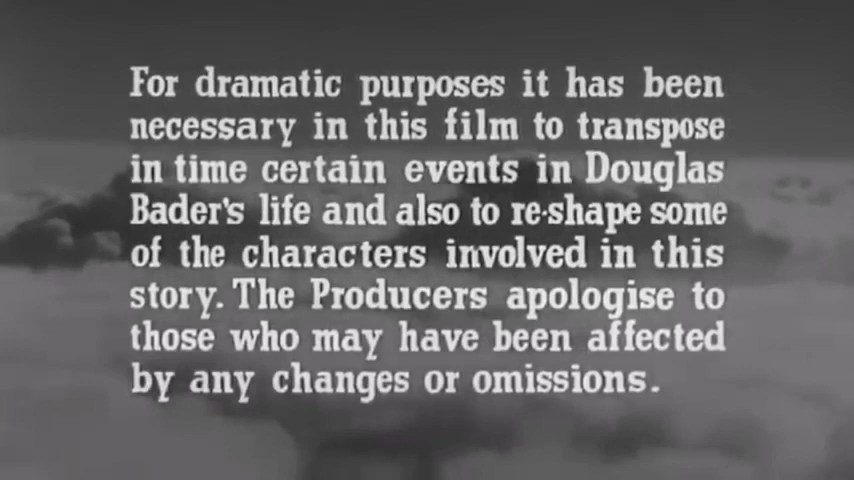 For dramatic purposes it has been
necessary in this film to transpose
in time certain events in Douglas
Bader's life and also to re-shape some
of the characters involved in this
story. The Producers apologise to
those who may have been affected
by any changes or omissions.